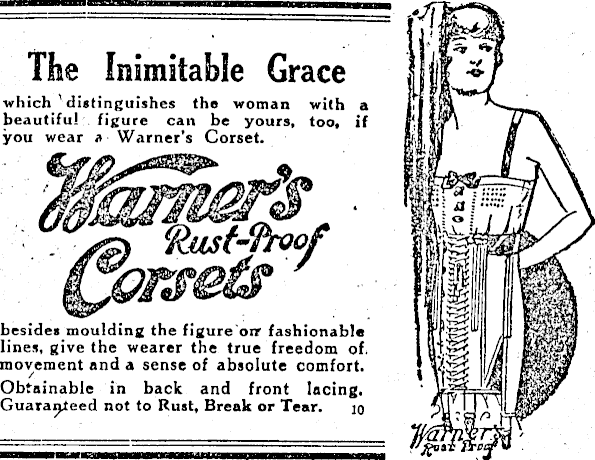 The Inimitable Grace
which distinguishes the woman with a
beautiful figure can be yours, too, if
you wear a Warner's Corset.
Warner's
Rust-Proof
Corsets
besides moulding the figure on fashionable
lines, give the wearer the true freedom of
movement and a sense of absolute comfort.
Obtainable in back and front lacing.
Guaranteed not to Rust, Break or Tear. 10
Warner's
Rust Proof